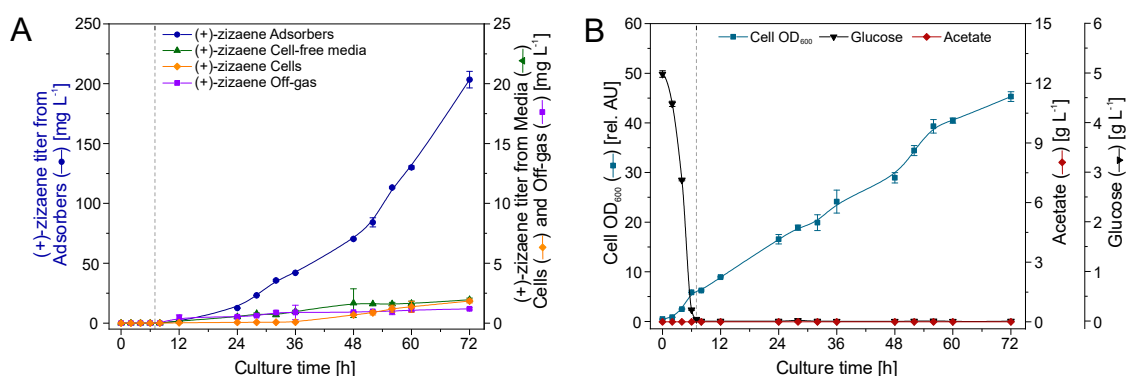 A
(+)-zizaene titer from
Adsorbers (—) [mg L⁻¹]
250
200
150
100
50
0
(+)-zizaene Adsorbers
(+)-zizaene Cell-free media
(+)-zizaene Cells
(+)-zizaene Off-gas
25
20
15
10
5
0
(+)-zizaene titer from Media (—)
Cells (—) and Off-gas (—) [mg L⁻¹]
0 12 24 36 48 60 72
Culture time [h]
B
Cell OD₆₀₀ (—) [rel. AU]
60
50
40
30
20
10
0
Cell OD₆₀₀ Glucose Acetate
15
12
9
6
3
0
Acetate (—) [g L⁻¹]
6
5
4
3
2
1
0
Glucose (—) [g L⁻¹]
0 12 24 36 48 60 72
Culture time [h]